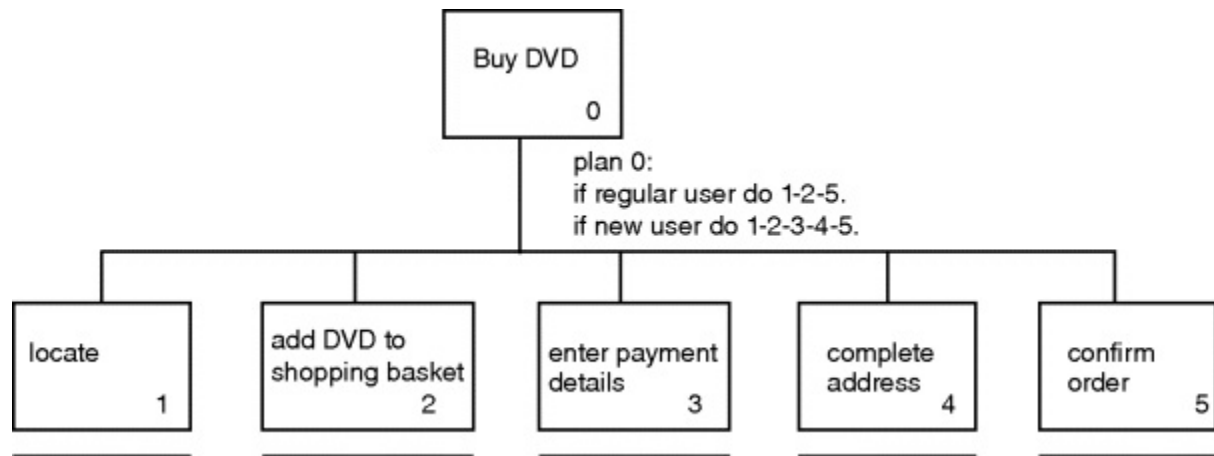 Buy DVD
0
plan 0:
if regular user do 1-2-5.
if new user do 1-2-3-4-5.
locate
1
add DVD to
shopping basket
2
enter payment
details
3
complete
address
4
confirm
order
5